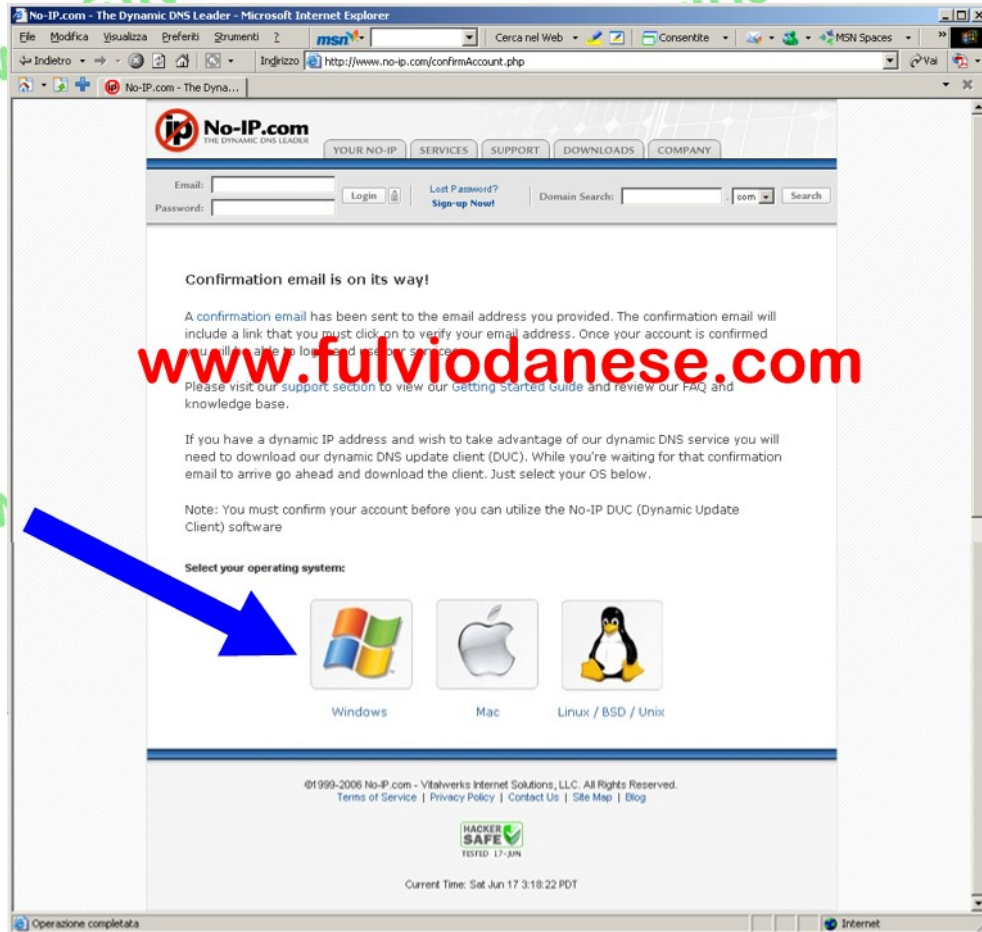 No-IP.com - The Dynamic DNS Leader - Microsoft Internet Explorer
File Modifica Visualizza Preferiti Strumenti ? msn Cerca nel Web Consentite MSN Spaces »
Indietro Indirizzo http://www.no-ip.com/confirmAccount.php Vai
No-IP.com - The Dyna...
ip No-IP.com
THE DYNAMIC DNS LEADER
YOUR NO-IP SERVICES SUPPORT DOWNLOADS COMPANY
Email: Login Lost Password? Domain Search: . com Search
Password: Sign-up Now!
Confirmation email is on its way!
A confirmation email has been sent to the email address you provided. The confirmation email will
include a link that you must click on to verify your email address. Once your account is confirmed
you will be able to login and use our services.
www.fulviodanese.com
Please visit our support section to view our Getting Started Guide and review our FAQ and
knowledge base.
If you have a dynamic IP address and wish to take advantage of our dynamic DNS service you will
need to download our dynamic DNS update client (DUC). While you're waiting for that confirmation
email to arrive go ahead and download the client. Just select your OS below.
Note: You must confirm your account before you can utilize the No-IP DUC (Dynamic Update
Client) software
Select your operating system:
Windows Mac Linux / BSD / Unix
©1999-2006 No-IP.com - Vitalwerks Internet Solutions, LLC. All Rights Reserved.
Terms of Service | Privacy Policy | Contact Us | Site Map | Blog
HACKER
SAFE
TESTED 17-JUN
Current Time: Sat Jun 17 3:18:22 PDT
Operazione completata Internet